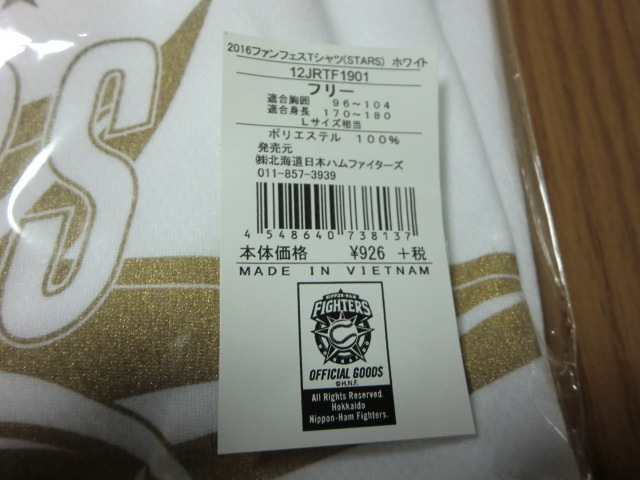 2016ファンフェスTシャツ(STARS) ホワイト
12JRTF1901
フリー
適合胸囲 96～104
適合身長 170～180
Lサイズ相当
ポリエステル 100%
発売元
㈱北海道日本ハムファイターズ
011-857-3939
4 548640 738137
本体価格 ¥926 +税
MADE IN VIETNAM
NIPPON-HAM
FIGHTERS
OFFICIAL GOODS
©H.N.F.
All Rights Reserved.
Hokkaido
Nippon-Ham Fighters.
RS